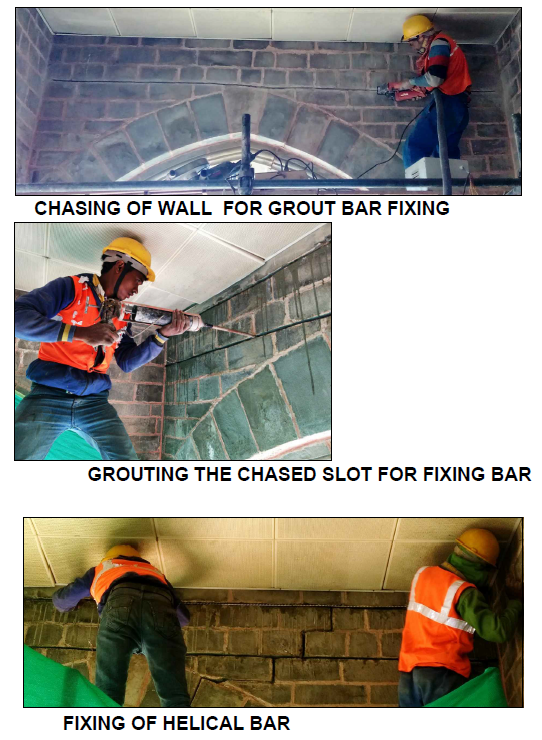 CHASING OF WALL  FOR GROUT BAR FIXING
GROUTING THE CHASED SLOT FOR FIXING BAR
FIXING OF HELICAL BAR